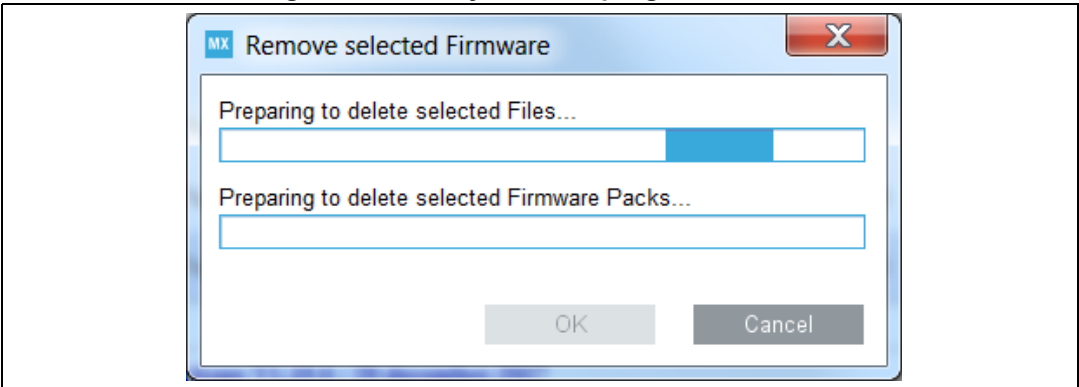 MX Remove selected Firmware
X
Preparing to delete selected Files...
Preparing to delete selected Firmware Packs...
OK
Cancel